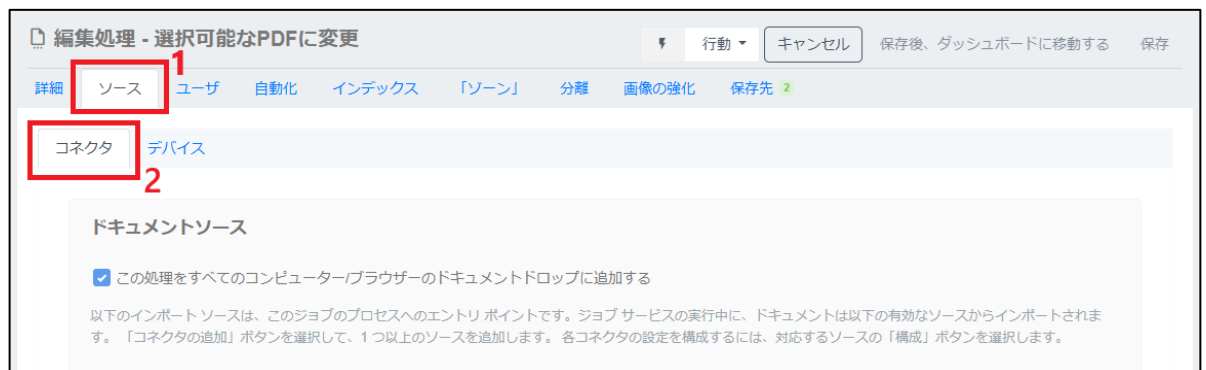 編集処理 - 選択可能なPDFに変更
行動 キャンセル 保存後、ダッシュボードに移動する 保存
1
詳細 ソース ユーザ 自動化 インデックス 「ゾーン」 分離 画像の強化 保存先 2
コネクタ デバイス
2
ドキュメントソース
この処理をすべてのコンピューター/ブラウザーのドキュメントドロップに追加する
以下のインポート ソースは、このジョブのプロセスへのエントリ ポイントです。ジョブ サービスの実行中に、ドキュメントは以下の有効なソースからインポートされま
す。 「コネクタの追加」ボタンを選択して、1 つ以上のソースを追加します。 各コネクタの設定を構成するには、対応するソースの「構成」ボタンを選択します。